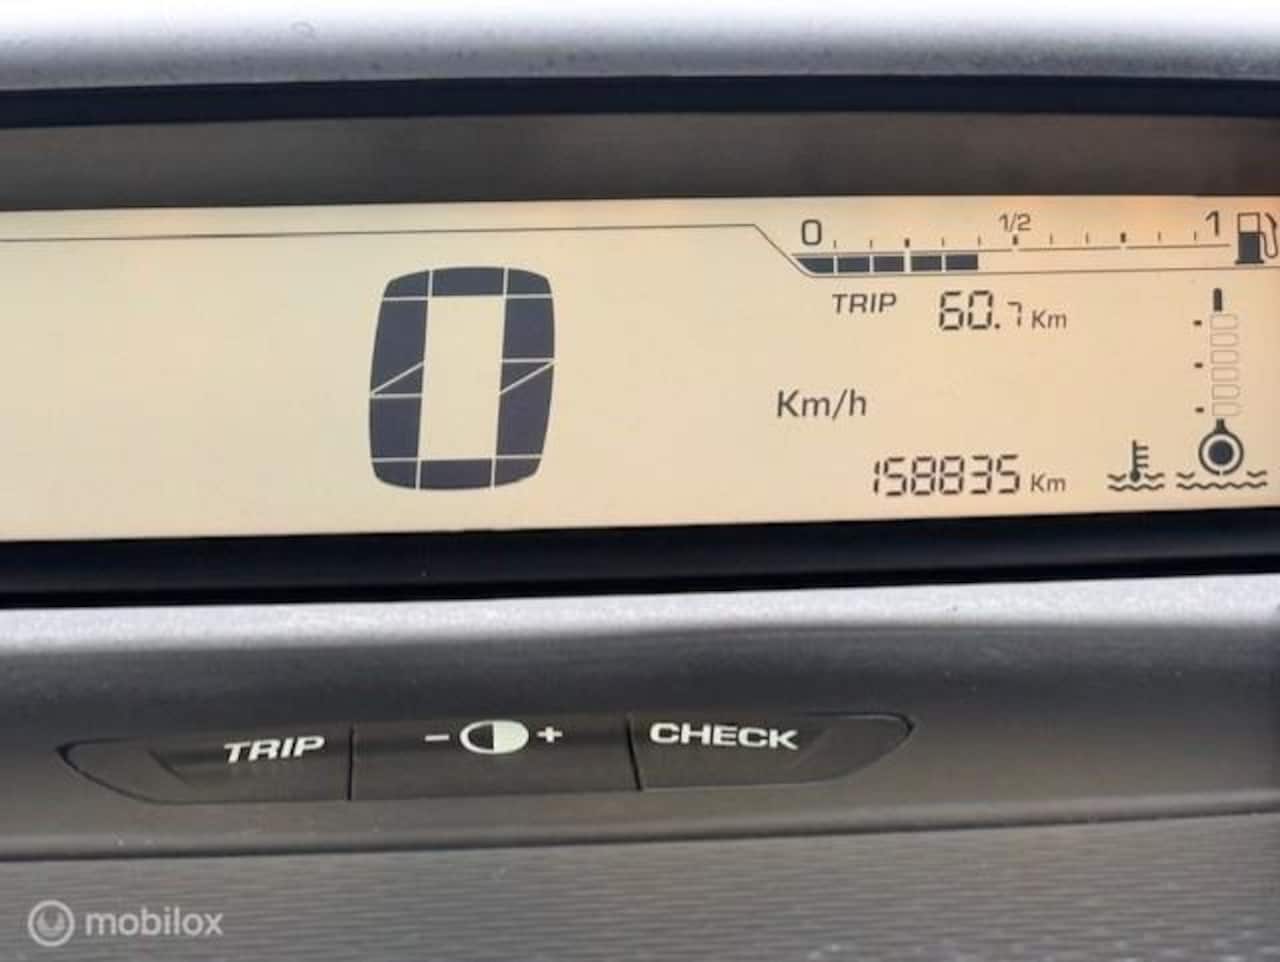 0 1/2 1
TRIP 60.7 Km
0 Km/h
158835 Km
TRIP - + CHECK
mobilox